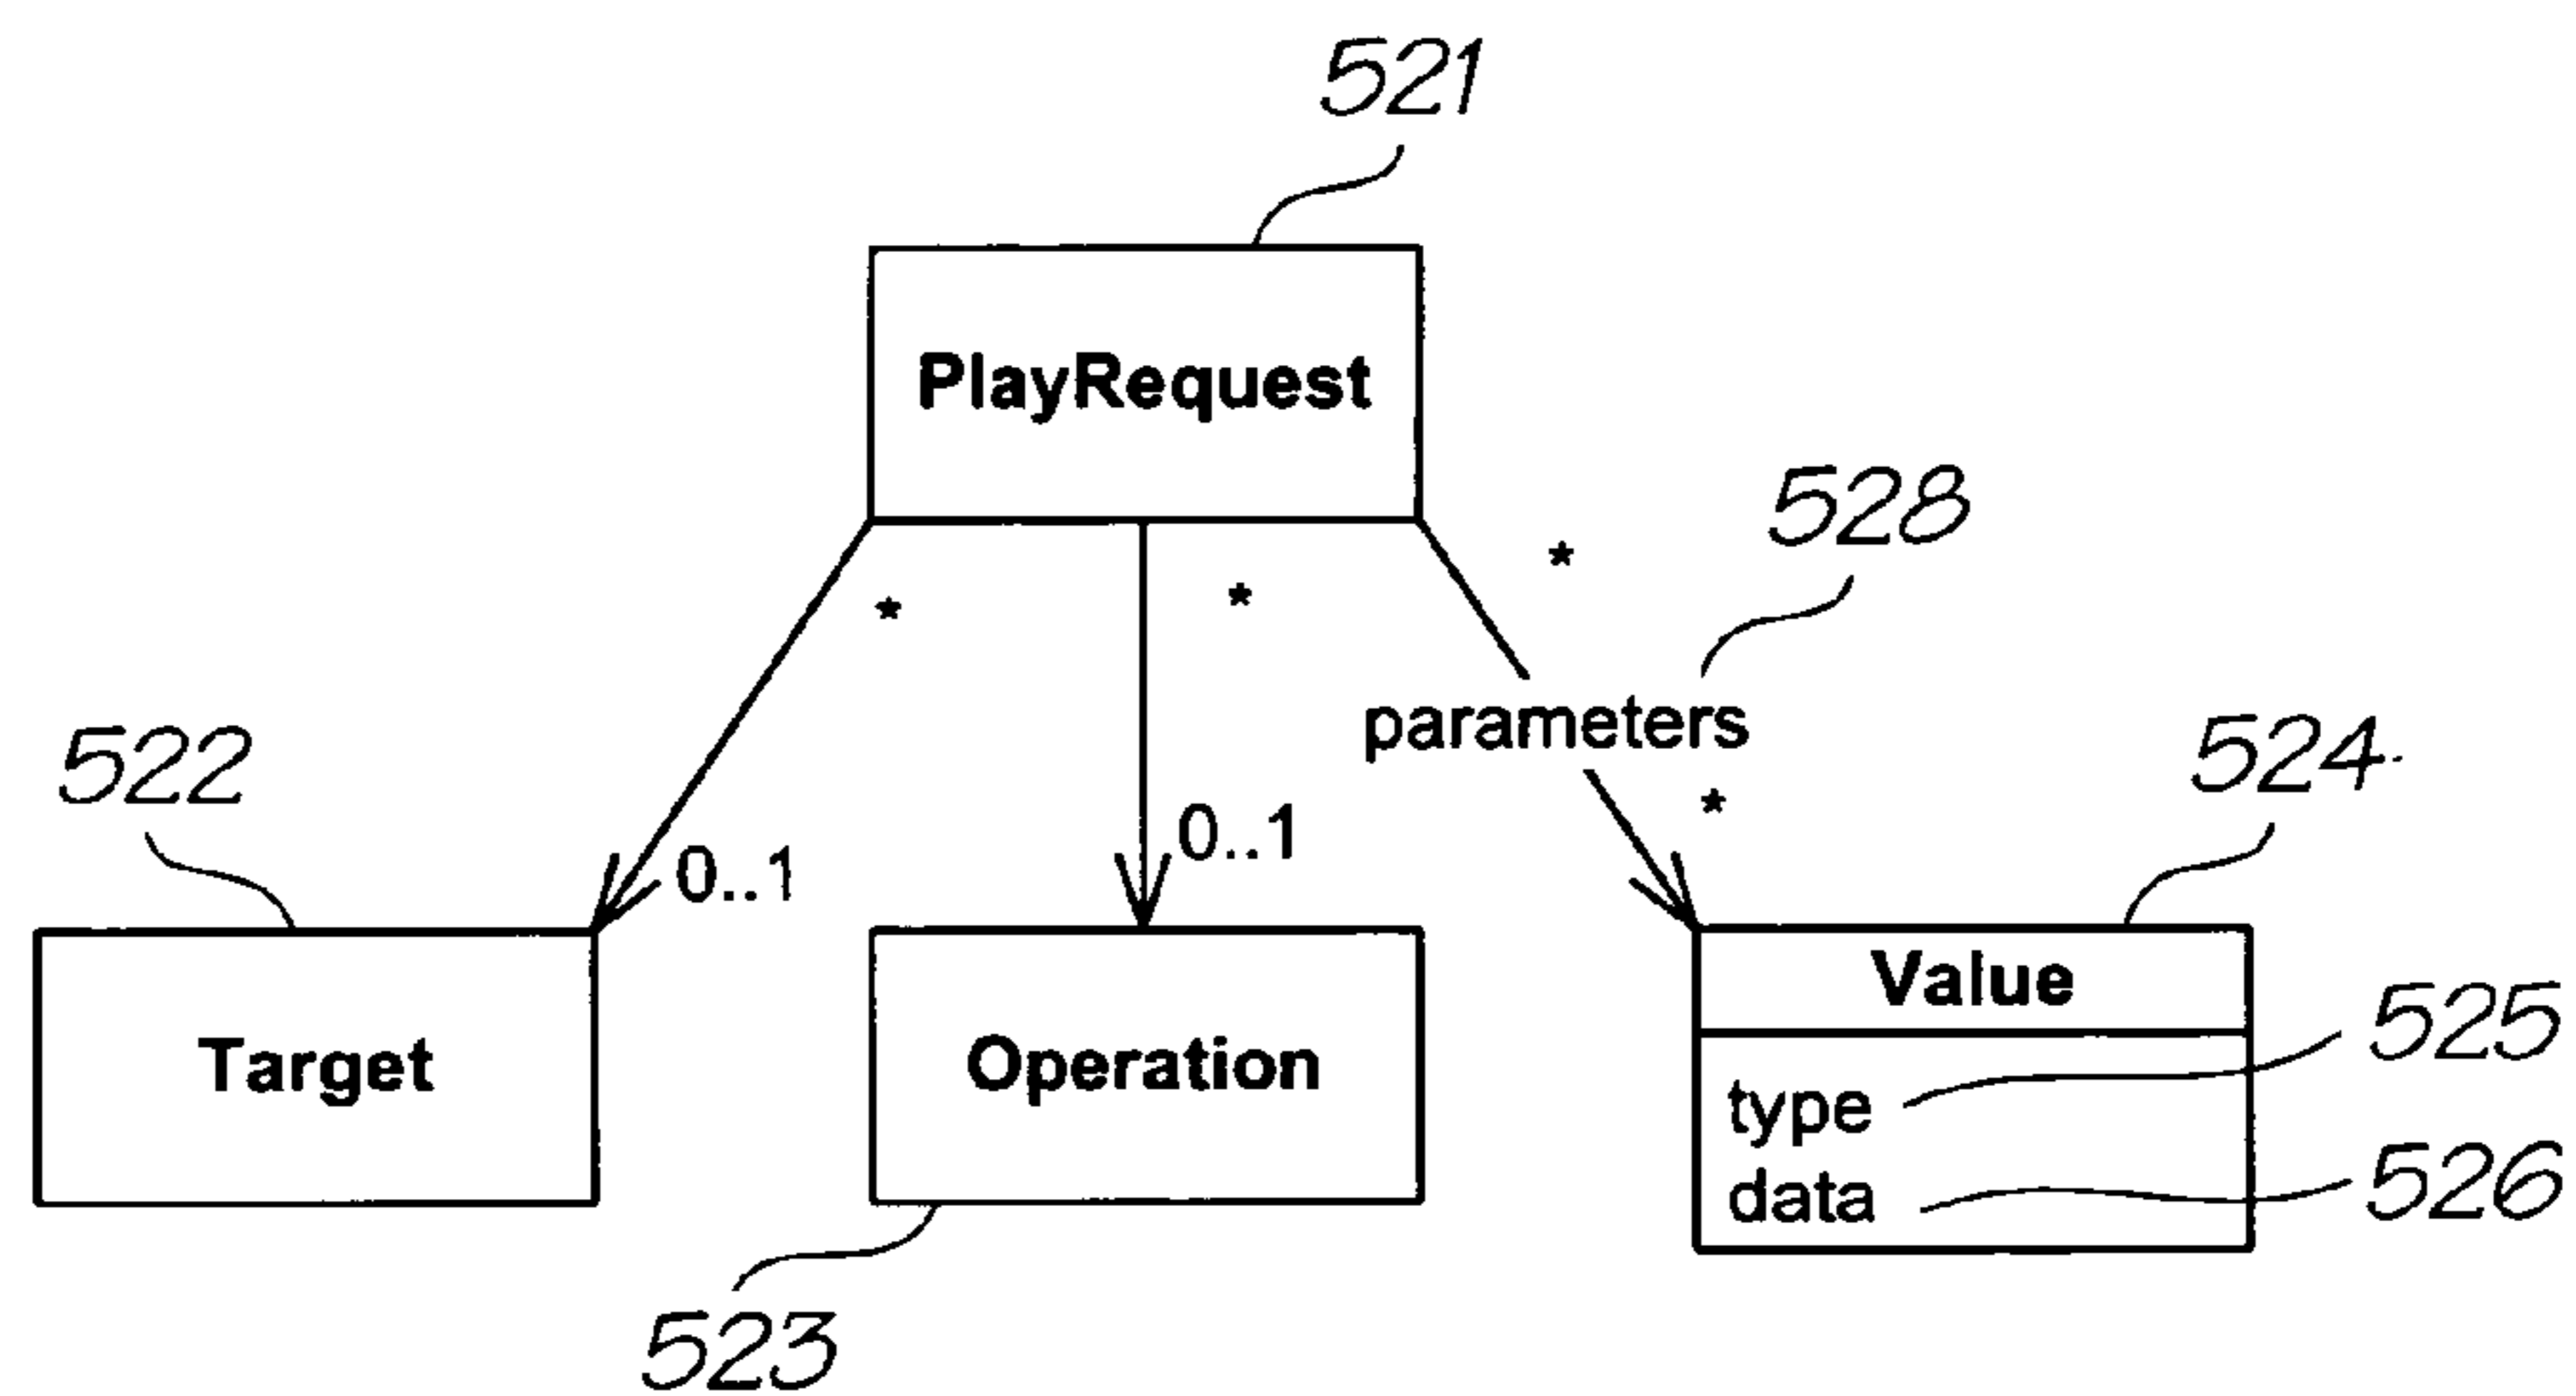 521
PlayRequest
528
* * *
parameters
522
524
*
0..1
0..1
Value
Target
Operation
525
type
526
data
523